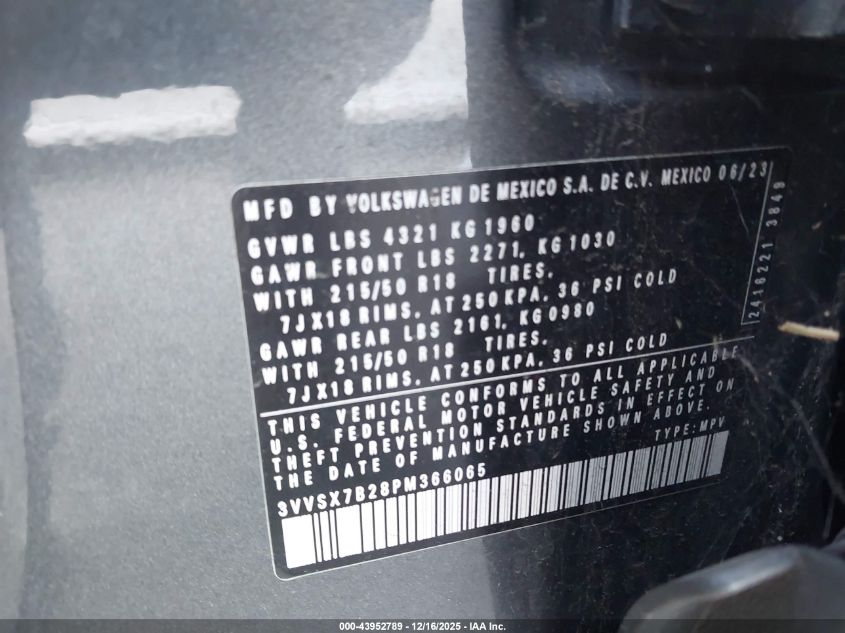 MFD BY VOLKSWAGEN DE MEXICO S.A. DE C.V. MEXICO 06/23
GVWR LBS 4321 KG 1960
GAWR FRONT LBS 2271, KG 1030
WITH 215/50 R18 TIRES.
7JX18 RIMS, AT 250 KPA, 36 PSI COLD
GAWR REAR LBS 2161, KG 0980
WITH 215/50 R18 TIRES.
7JX18 RIMS, AT 250 KPA, 36 PSI COLD
2418221 3849
THIS VEHICLE CONFORMS TO ALL APPLICABLE
U.S. FEDERAL MOTOR VEHICLE SAFETY AND
THEFT PREVENTION STANDARDS IN EFFECT ON
THE DATE OF MANUFACTURE SHOWN ABOVE.
TYPE: MPV
3VVSX7B28PM366065
000-43952789 - 12/16/2025 - IAA Inc.